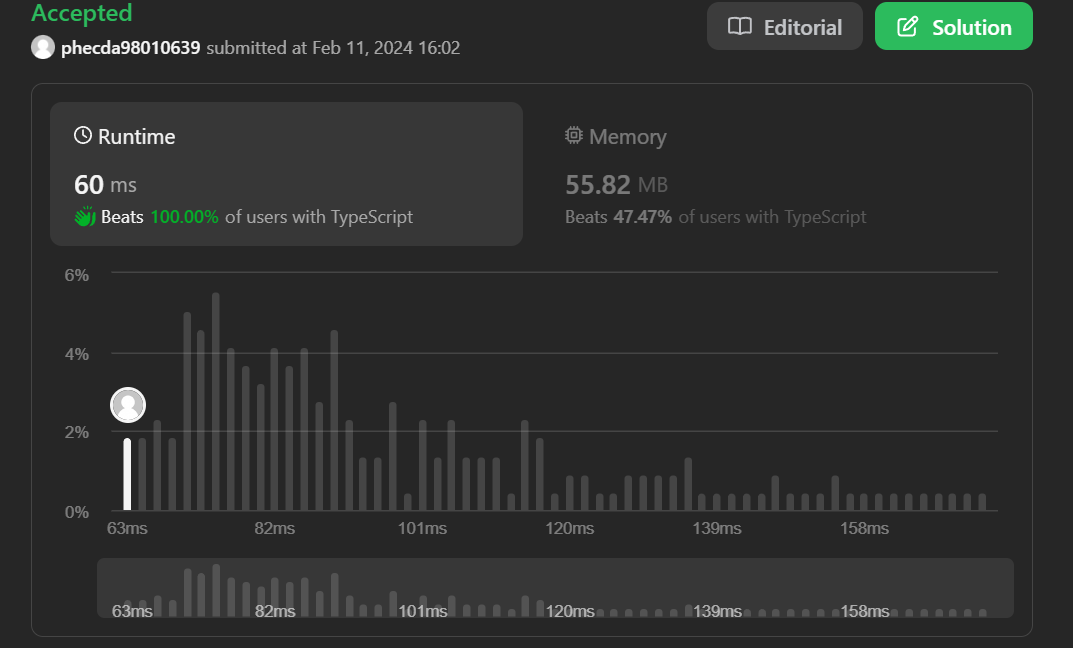 Accepted
Editorial
Solution
phecda98010639 submitted at Feb 11, 2024 16:02
Runtime
60 ms
Beats 100.00% of users with TypeScript
Memory
55.82 MB
Beats 47.47% of users with TypeScript
6%
4%
2%
0%
63ms 82ms 101ms 120ms 139ms 158ms
63ms 82ms 101ms 120ms 139ms 158ms